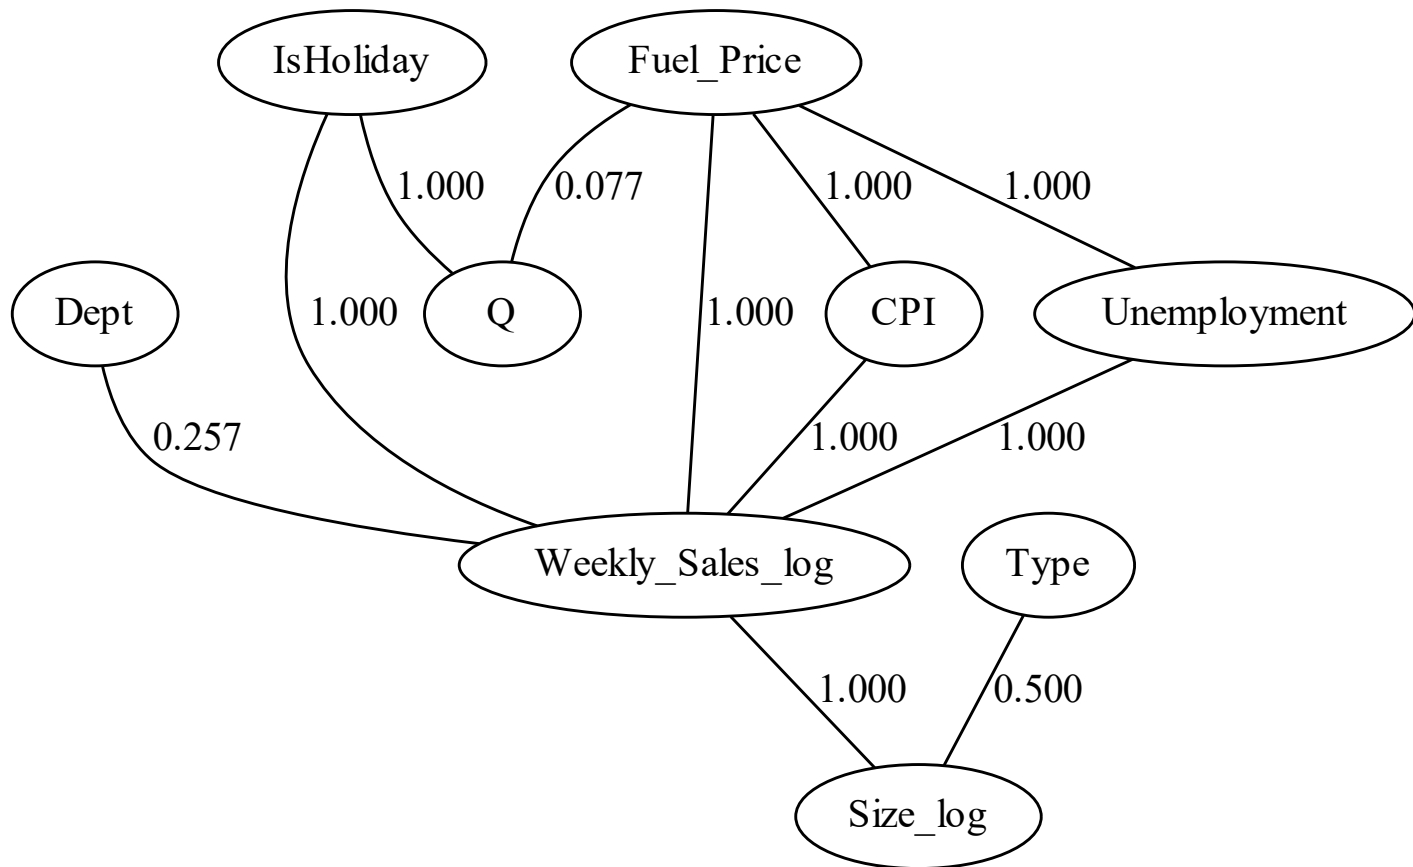 IsHoliday
Fuel_Price
1.000
0.077
1.000
1.000
Dept
1.000
Q
1.000
CPI
Unemployment
0.257
1.000
1.000
Weekly_Sales_log
Type
1.000
0.500
Size_log